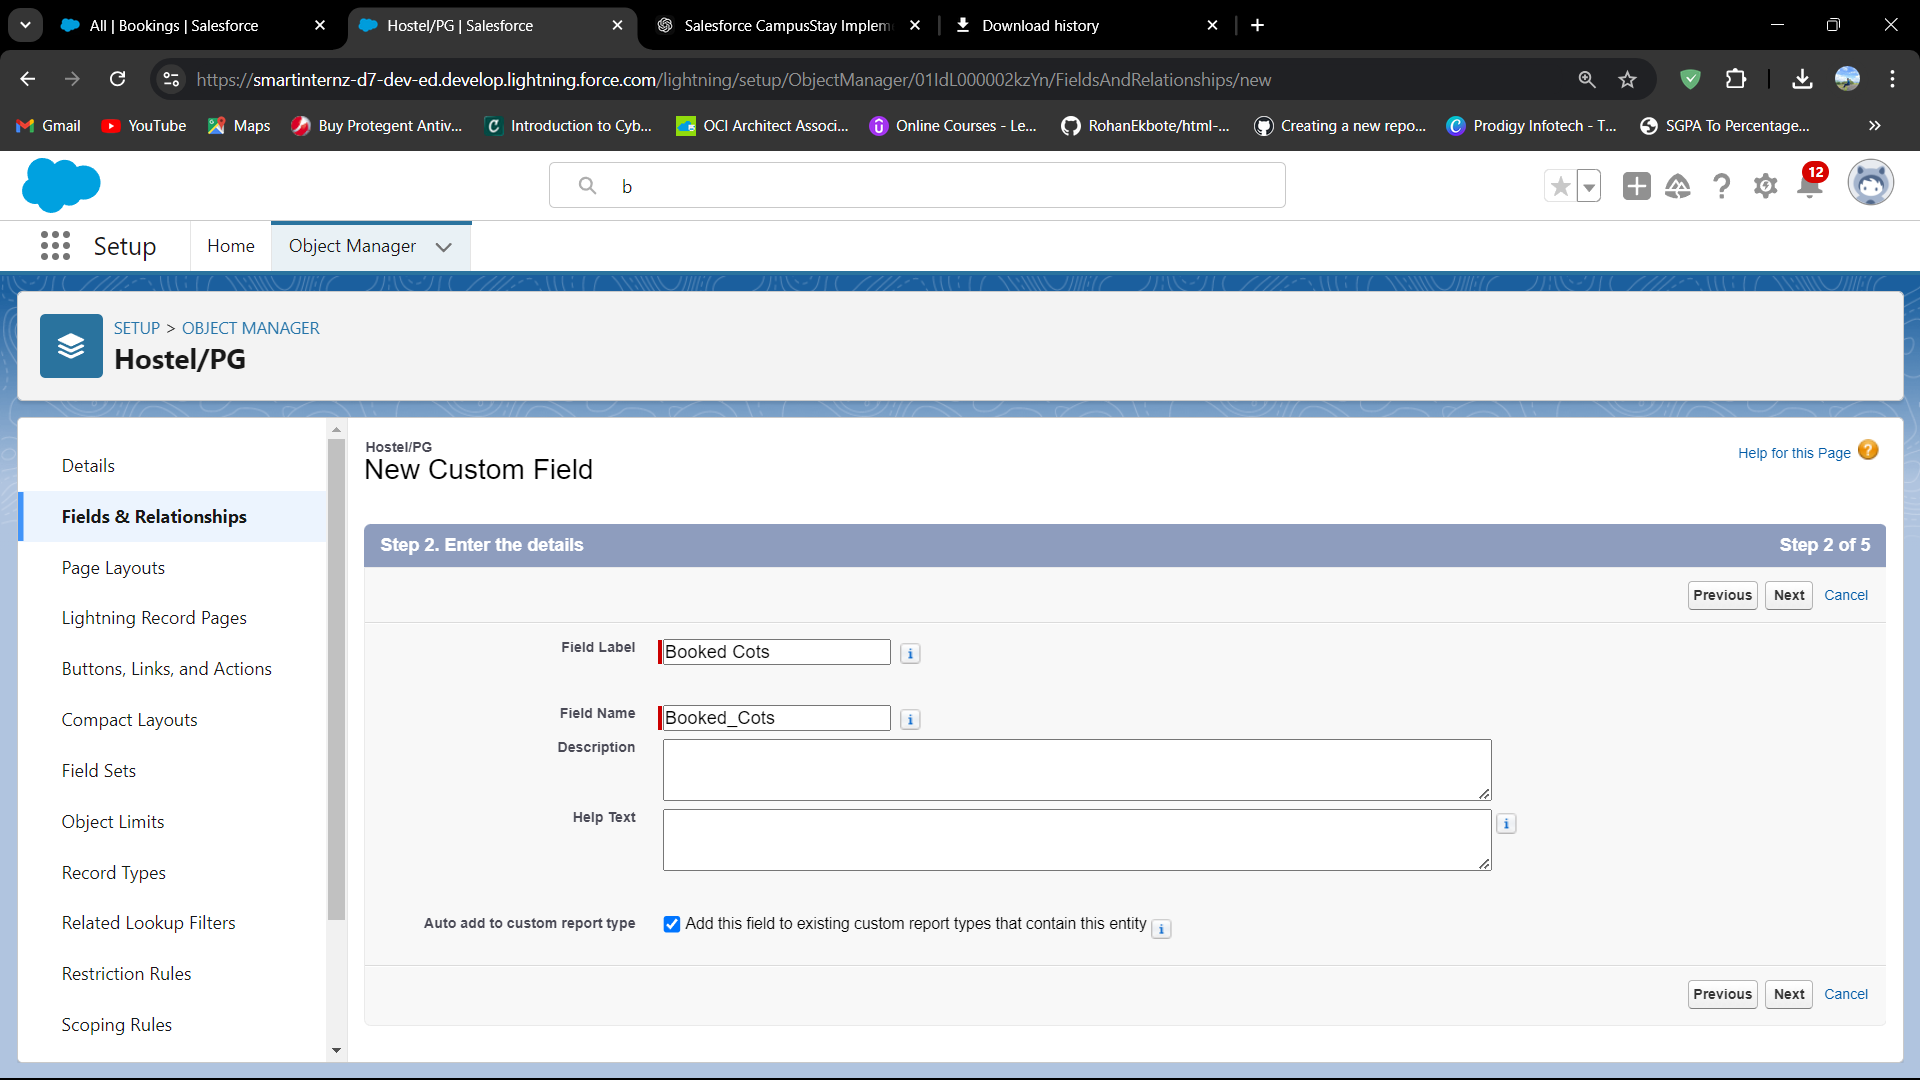 All | Bookings | Salesforce
Hostel/PG | Salesforce
Salesforce CampusStay Implem
Download history
https://smartinternz-d7-dev-ed.develop.lightning.force.com/lightning/setup/ObjectManager/01IdL000002kzYn/FieldsAndRelationships/new
Gmail
YouTube
Maps
Buy Protegent Antiv...
Introduction to Cyb...
OCI Architect Associ...
Online Courses - Le...
RohanEkbote/html-...
Creating a new repo...
Prodigy Infotech - T...
SGPA To Percentage...
b
12
Setup
Home
Object Manager
SETUP > OBJECT MANAGER
Hostel/PG
Details
Fields & Relationships
Page Layouts
Lightning Record Pages
Buttons, Links, and Actions
Compact Layouts
Field Sets
Object Limits
Record Types
Related Lookup Filters
Restriction Rules
Scoping Rules
Hostel/PG
New Custom Field
Help for this Page
Step 2. Enter the details
Step 2 of 5
Previous
Next
Cancel
Field Label
Booked Cots
Field Name
Booked_Cots
Description
Help Text
Auto add to custom report type
Add this field to existing custom report types that contain this entity
Previous
Next
Cancel